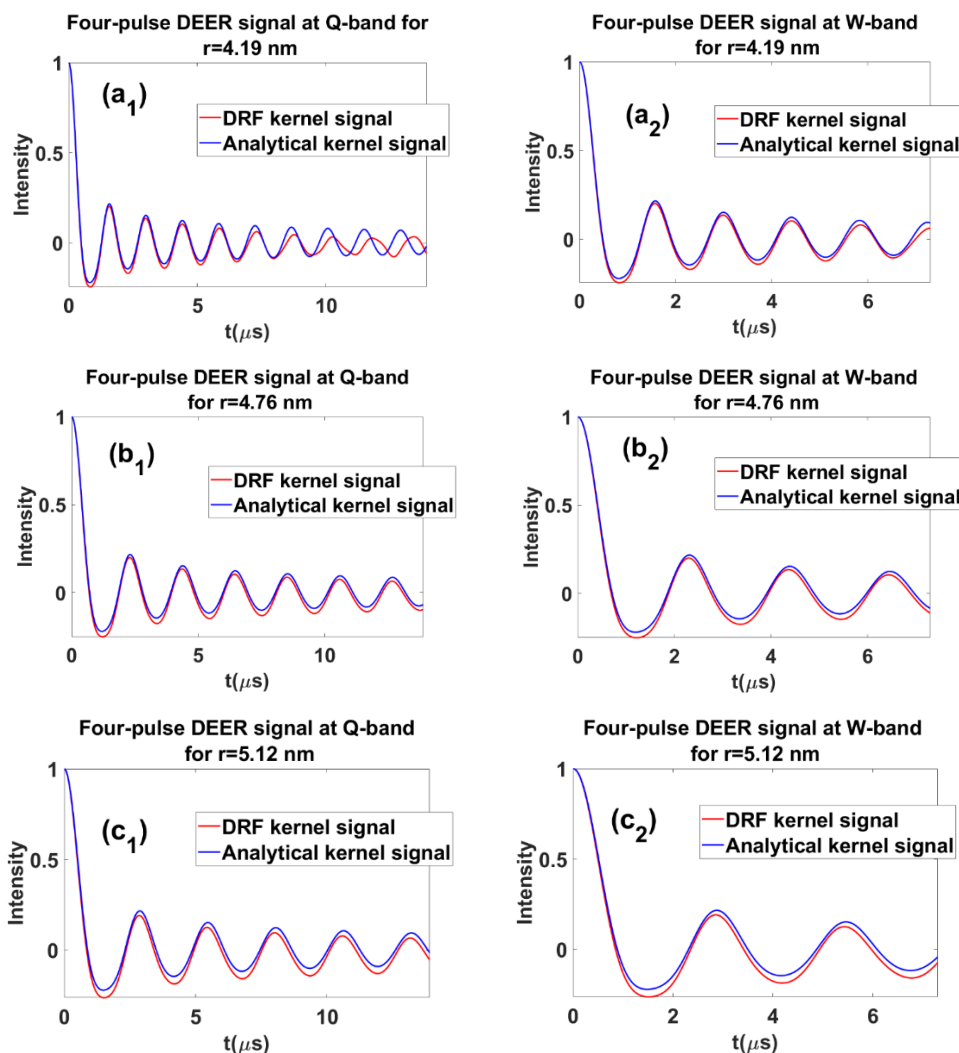 Four-pulse DEER signal at Q-band for
r=4.19 nm
1
0.5
0
Intensity
(a1)
DRF kernel signal
Analytical kernel signal
0
5
10
t(μs)
Four-pulse DEER signal at W-band
for r=4.19 nm
1
0.5
0
Intensity
(a2)
DRF kernel signal
Analytical kernel signal
0
2
4
6
t(μs)
Four-pulse DEER signal at Q-band
for r=4.76 nm
1
0.5
0
Intensity
(b1)
DRF kernel signal
Analytical kernel signal
0
5
10
t(μs)
Four-pulse DEER signal at W-band
for r=4.76 nm
1
0.5
0
Intensity
(b2)
DRF kernel signal
Analytical kernel signal
0
2
4
6
t(μs)
Four-pulse DEER signal at Q-band
for r=5.12 nm
1
0.5
0
Intensity
(c1)
DRF kernel signal
Analytical kernel signal
0
5
10
t(μs)
Four-pulse DEER signal at W-band
for r=5.12 nm
1
0.5
0
Intensity
(c2)
DRF kernel signal
Analytical kernel signal
0
2
4
6
t(μs)